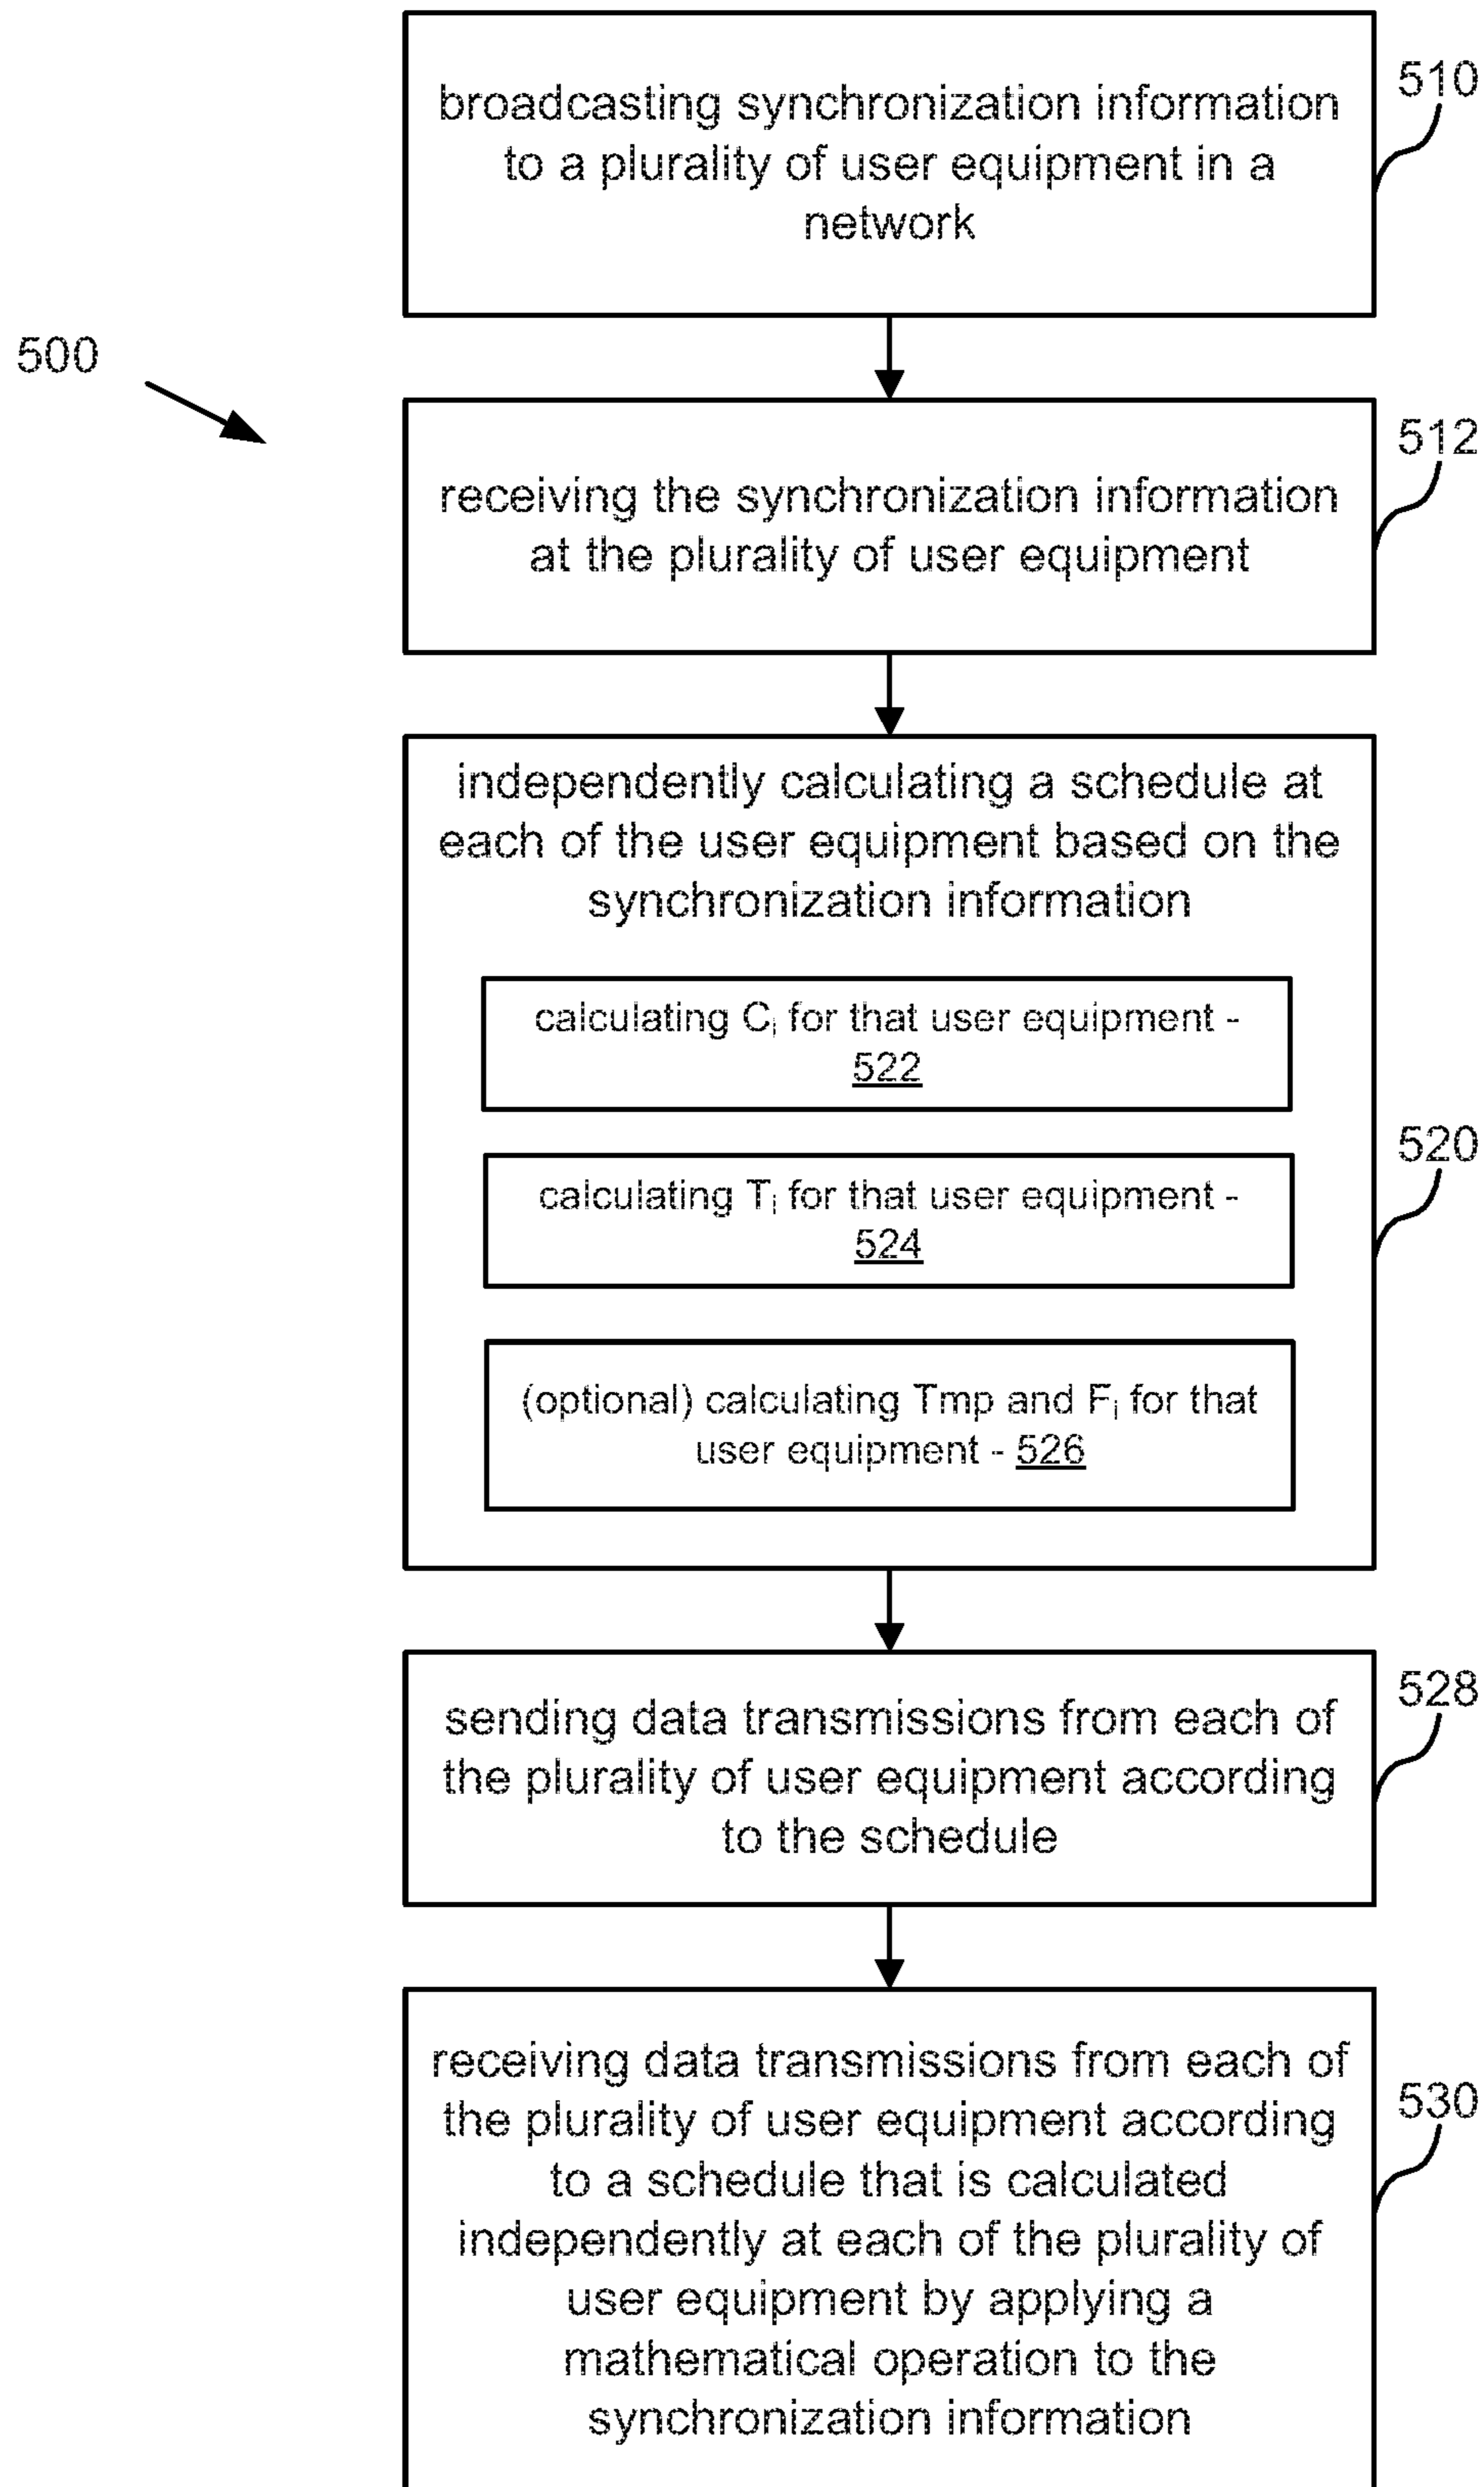 broadcasting synchronization information
to a plurality of user equipment in a
network
510
500
receiving the synchronization information
at the plurality of user equipment
512
independently calculating a schedule at
each of the user equipment based on the
synchronization information
calculating Ci for that user equipment -
522
calculating Ti for that user equipment -
524
(optional) calculating Tmp and Fi for that
user equipment - 526
520
sending data transmissions from each of
the plurality of user equipment according
to the schedule
528
receiving data transmissions from each of
the plurality of user equipment according
to a schedule that is calculated
independently at each of the plurality of
user equipment by applying a
mathematical operation to the
synchronization information
530